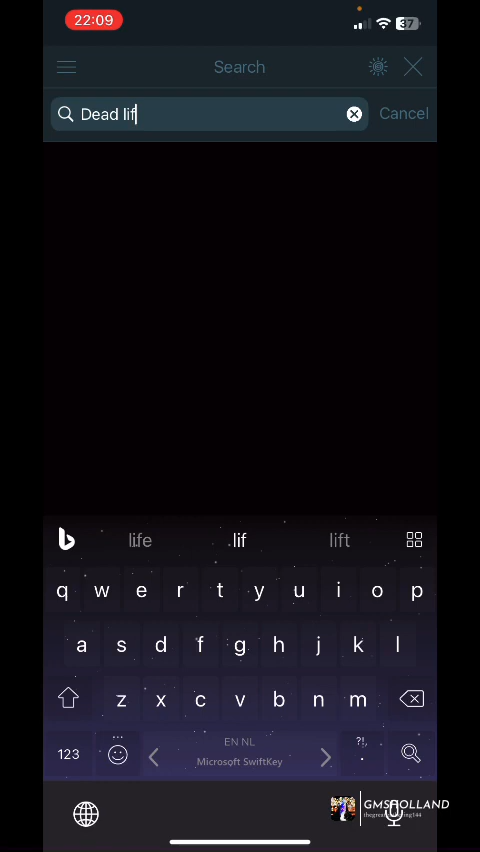 22:09
37
Search
Dead lif
Cancel
life lif lift
q w e r t y u i o p
a s d f g h j k l
z x c v b n m
EN NL
123
?!,
.
Microsoft SwiftKey
GMSHOLLAND